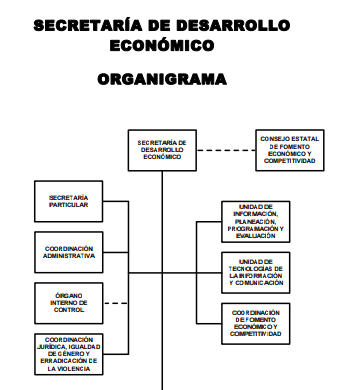 SECRETARÍA DE DESARROLLO
ECONÓMICO
ORGANIGRAMA
SECRETARÍA DE
DESARROLLO
ECONÓMICO
CONSEJO ESTATAL
DE FOMENTO
ECONÓMICO Y
COMPETITIVIDAD
SECRETARÍA
PARTICULAR
COORDINACIÓN
ADMINISTRATIVA
ÓRGANO
INTERNO DE
CONTROL
COORDINACIÓN
JURÍDICA, IGUALDAD
DE GÉNERO Y
ERRADICACIÓN DE
LA VIOLENCIA
UNIDAD DE
INFORMACIÓN,
PLANEACIÓN,
PROGRAMACIÓN Y
EVALUACIÓN
UNIDAD DE
TECNOLOGÍAS DE
LA INFORMACIÓN
Y COMUNICACIÓN
COORDINACIÓN
DE FOMENTO
ECONÓMICO Y
COMPETITIVIDAD